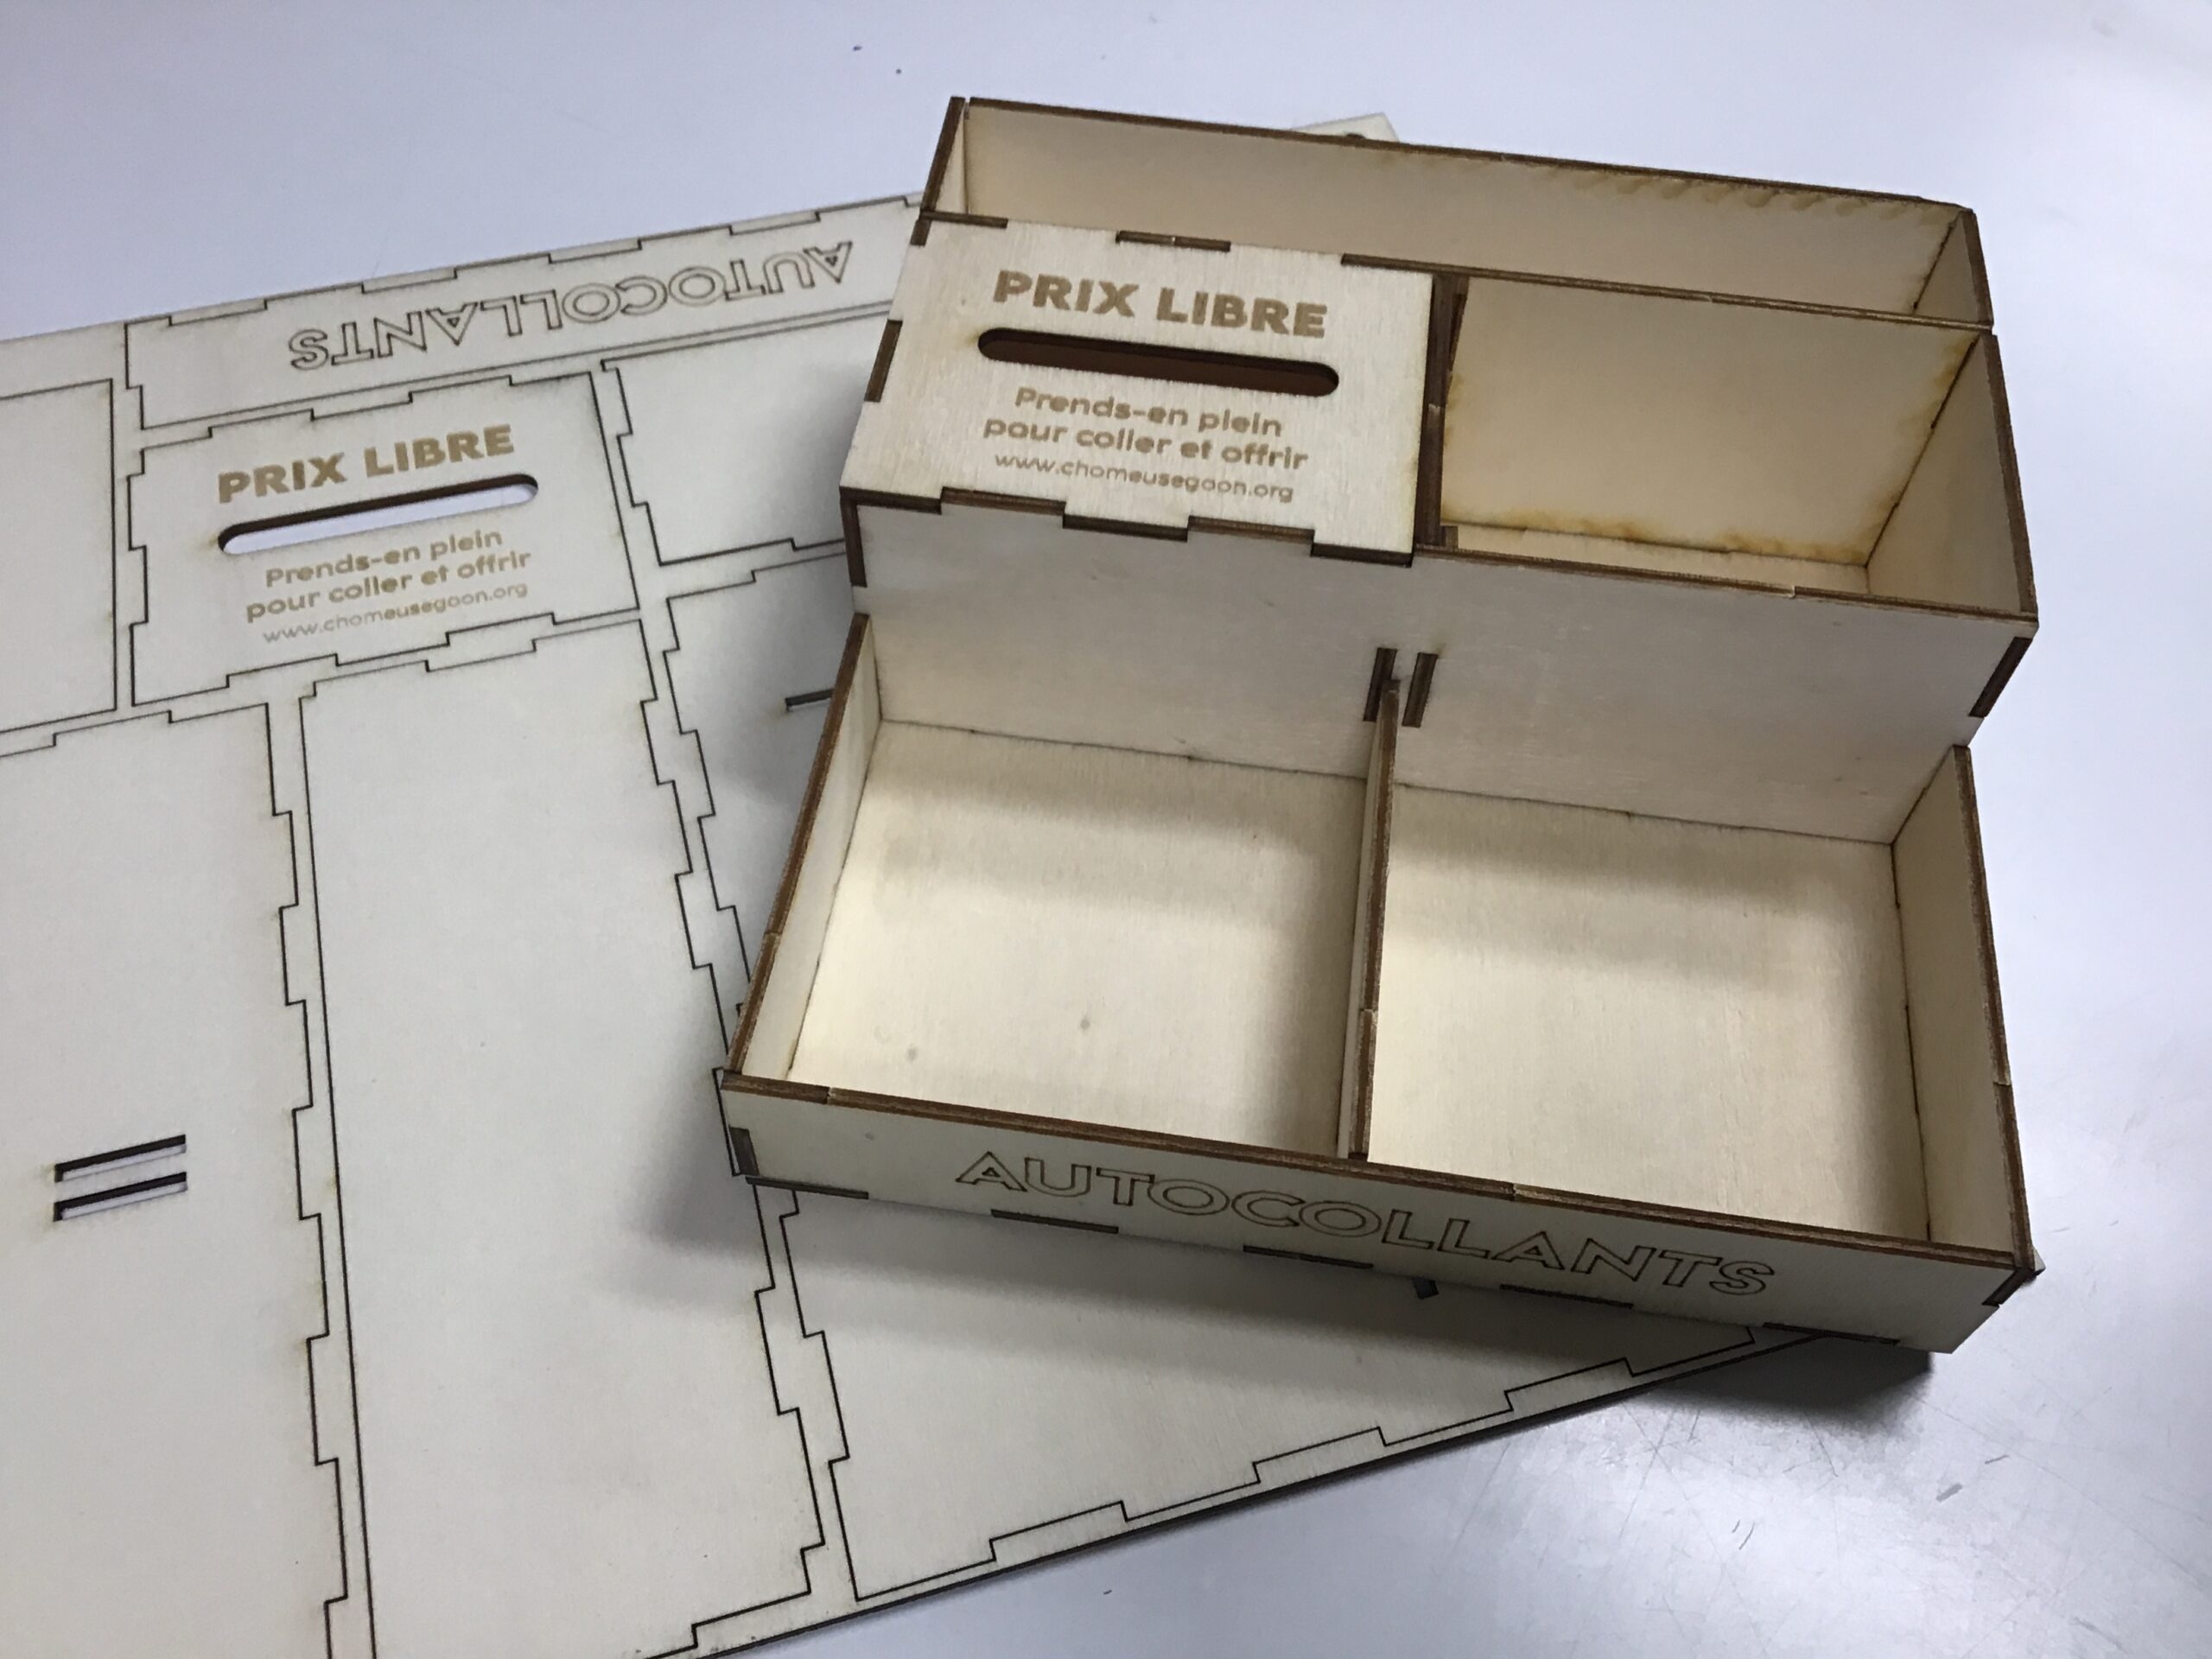 AUTOCOLLANTS
PRIX LIBRE
Prends-en plein
pour coller et offrir
www.chomeusegoon.org
PRIX LIBRE
Prends-en plein
pour coller et offrir
www.chomeusegoon.org
AUTOCOLLANTS